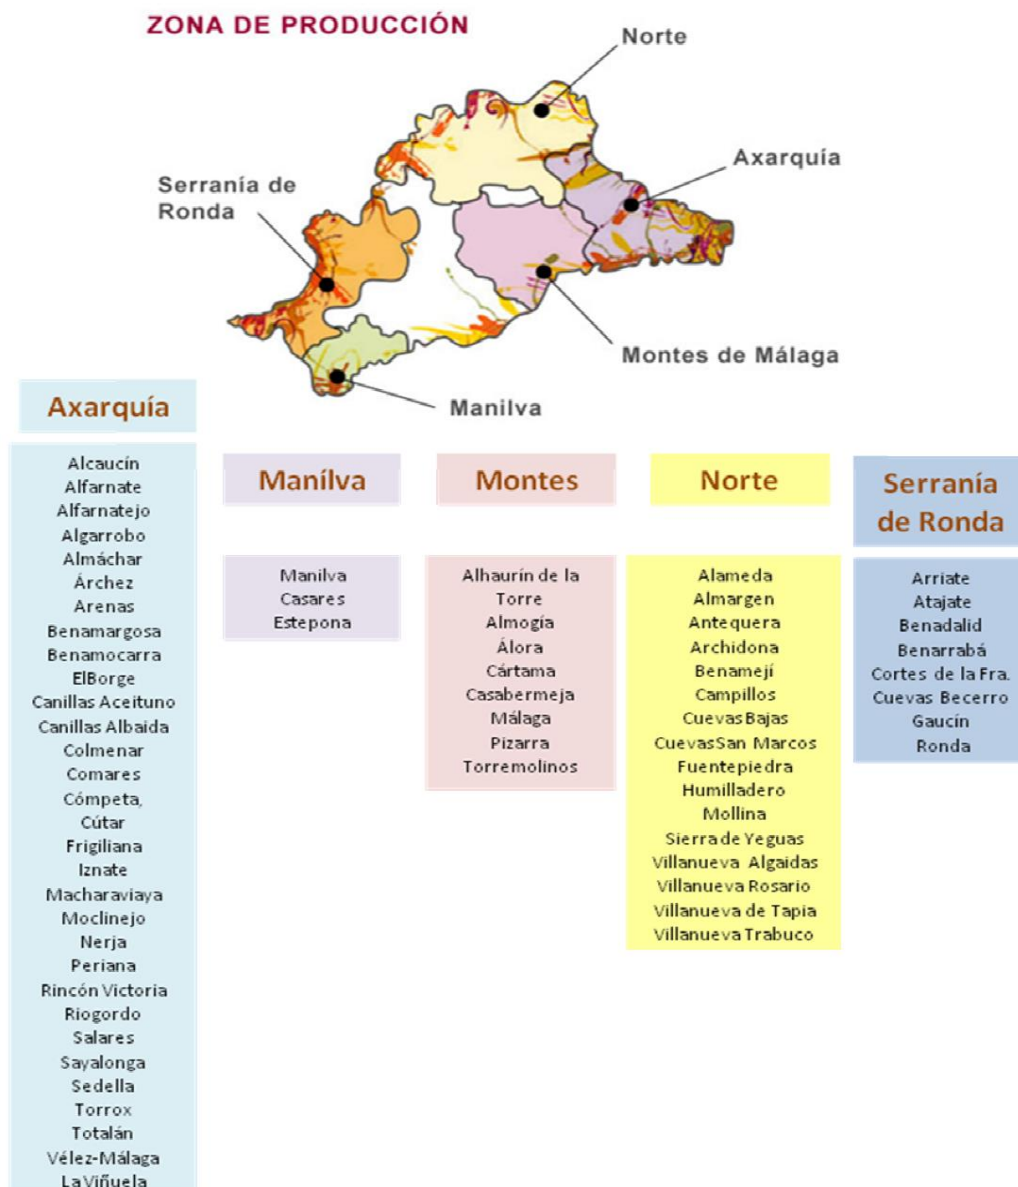 ZONA DE PRODUCCIÓN
Norte
Axarquía
Serranía de
Ronda
Montes de Málaga
Manilva
Axarquía
Alcaucín
Alfarnate
Alfarnatejo
Algarrobo
Almáchar
Árchez
Arenas
Benamargosa
Benamocarra
ElBorge
Canillas Aceituno
Canillas Albaida
Colmenar
Comares
Cómpeta,
Cútar
Frigiliana
Iznate
Macharaviaya
Moclinejo
Nerja
Periana
Rincón Victoria
Riogordo
Salares
Sayalonga
Sedella
Torrox
Totalán
Vélez-Málaga
La Viñuela
Manílva
Manilva
Casares
Estepona
Montes
Alhaurín de la
Torre
Almogía
Álora
Cártama
Casabermeja
Málaga
Pizarra
Torremolinos
Norte
Alameda
Almargen
Antequera
Archidona
Benamejí
Campillos
Cuevas Bajas
CuevasSan Marcos
Fuentepiedra
Humilladero
Mollina
Sierra de Yeguas
Villanueva Algaidas
Villanueva Rosario
Villanueva de Tapia
Villanueva Trabuco
Serranía
de Ronda
Arriate
Atajate
Benadalid
Benarrabá
Cortes de la Fra.
Cuevas Becerro
Gaucín
Ronda